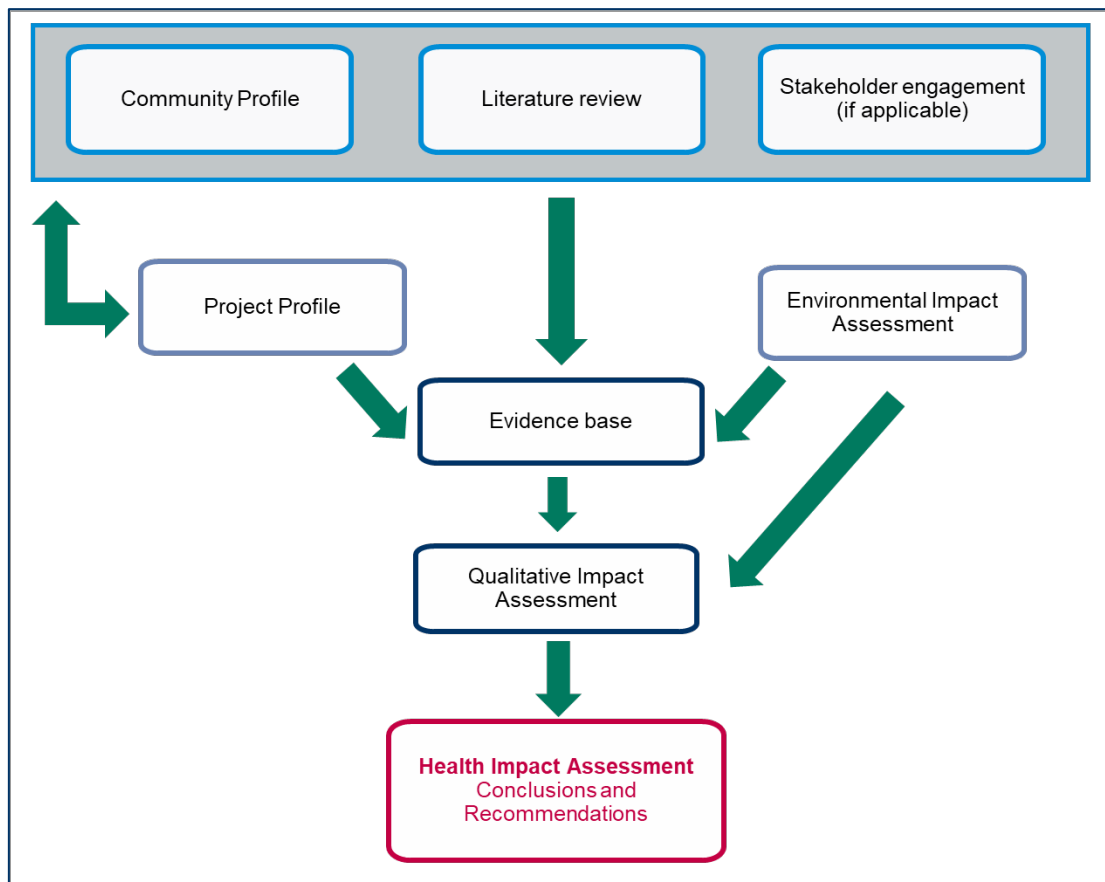 Community Profile
Literature review
Stakeholder engagement
(if applicable)
Project Profile
Environmental Impact
Assessment
Evidence base
Qualitative Impact
Assessment
Health Impact Assessment
Conclusions and
Recommendations